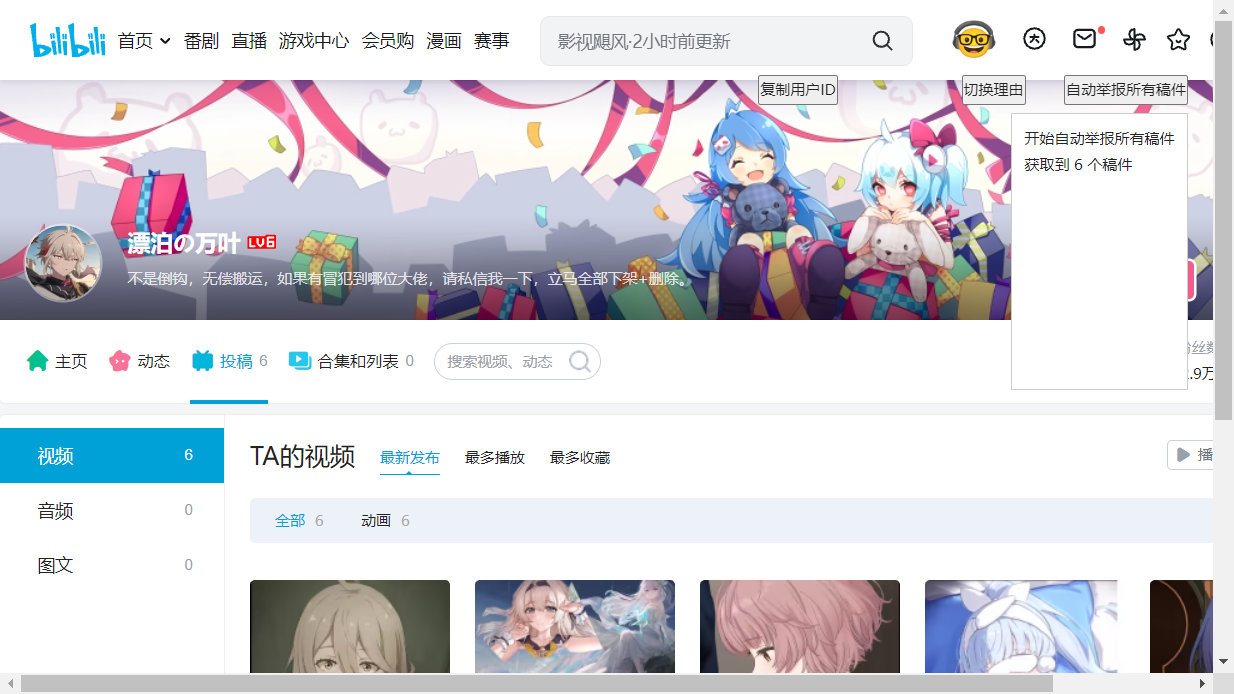 bilibili 首页 番剧 直播 游戏中心 会员购 漫画 赛事 影视飓风·2小时前更新
复制用户ID 切换理由 自动举报所有稿件
开始自动举报所有稿件
获取到 6 个稿件
漂泊の万叶 LV6
不是倒钩，无偿搬运，如果有冒犯到哪位大佬，请私信我一下，立马全部下架+删除。
主页 动态 投稿 6 合集和列表 0 搜索视频、动态
丝数
.9万
视频 6
音频 0
图文 0
TA的视频 最新发布 最多播放 最多收藏 播
全部 6 动画 6